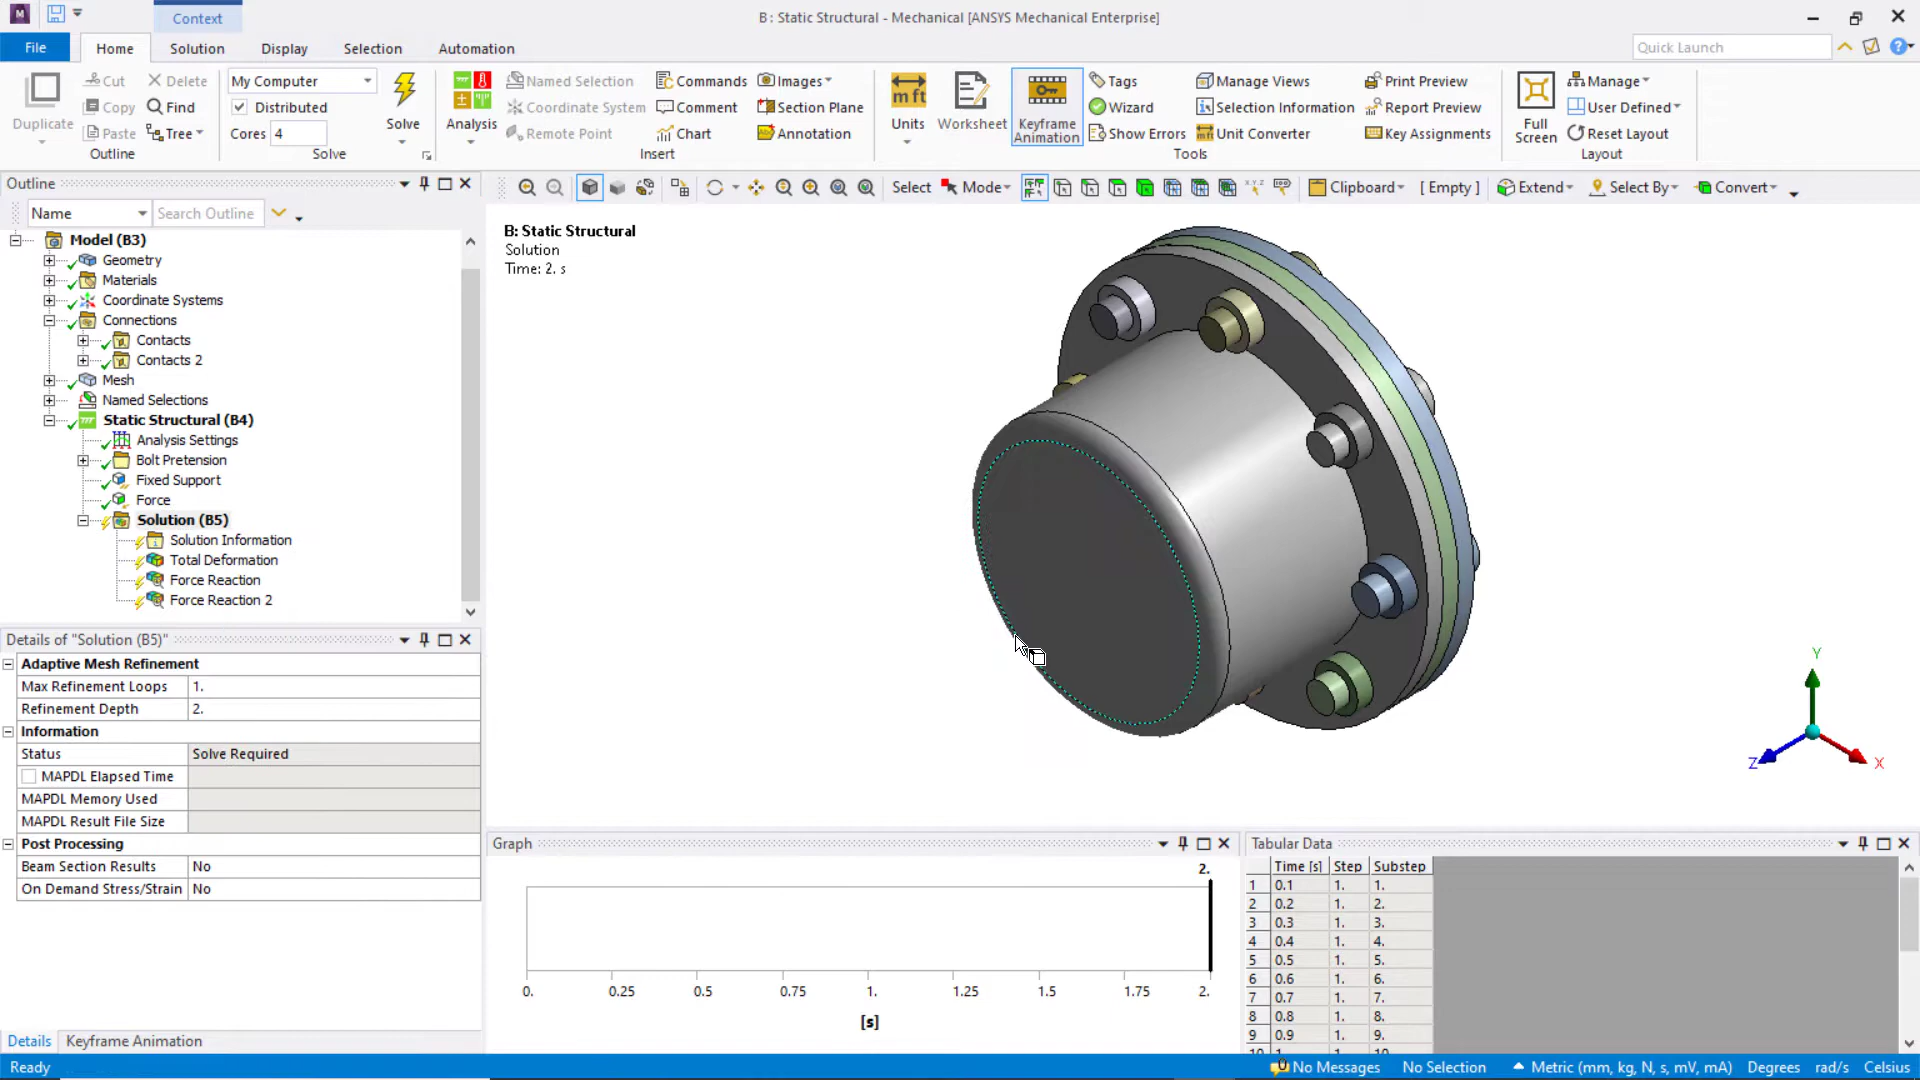 Context
B : Static Structural - Mechanical [ANSYS Mechanical Enterprise]
File Home Solution Display Selection Automation
Quick Launch
Duplicate
Cut
Copy
Paste
Delete
Find
Tree
Outline
My Computer
Distributed
Cores 4
Solve
Solve
Analysis
Named Selection
Coordinate System
Remote Point
Commands
Comment
Chart
Images
Section Plane
Annotation
Insert
Units
Worksheet
Keyframe
Animation
Tags
Wizard
Show Errors
Manage Views
Selection Information
Unit Converter
Print Preview
Report Preview
Key Assignments
Tools
Full
Screen
Manage
User Defined
Reset Layout
Layout
Outline
Name
Search Outline
Select
Mode
Clipboard
[ Empty ]
Extend
Select By
Convert
Model (B3)
Geometry
Materials
Coordinate Systems
Connections
Contacts
Contacts 2
Mesh
Named Selections
Static Structural (B4)
Analysis Settings
Bolt Pretension
Fixed Support
Force
Solution (B5)
Solution Information
Total Deformation
Force Reaction
Force Reaction 2
B: Static Structural
Solution
Time: 2. s
Y
Z
X
Details of "Solution (B5)"
Adaptive Mesh Refinement
Max Refinement Loops 1.
Refinement Depth 2.
Information
Status Solve Required
MAPDL Elapsed Time
MAPDL Memory Used
MAPDL Result File Size
Post Processing
Beam Section Results No
On Demand Stress/Strain No
Details Keyframe Animation
Graph
2.
0. 0.25 0.5 0.75 1. 1.25 1.5 1.75 2.
[s]
Tabular Data
Time [s] Step Substep
1 0.1 1. 1.
2 0.2 1. 2.
3 0.3 1. 3.
4 0.4 1. 4.
5 0.5 1. 5.
6 0.6 1. 6.
7 0.7 1. 7.
8 0.8 1. 8.
9 0.9 1. 9.
Ready
No Messages
No Selection
Metric (mm, kg, N, s, mV, mA)
Degrees
rad/s
Celsius